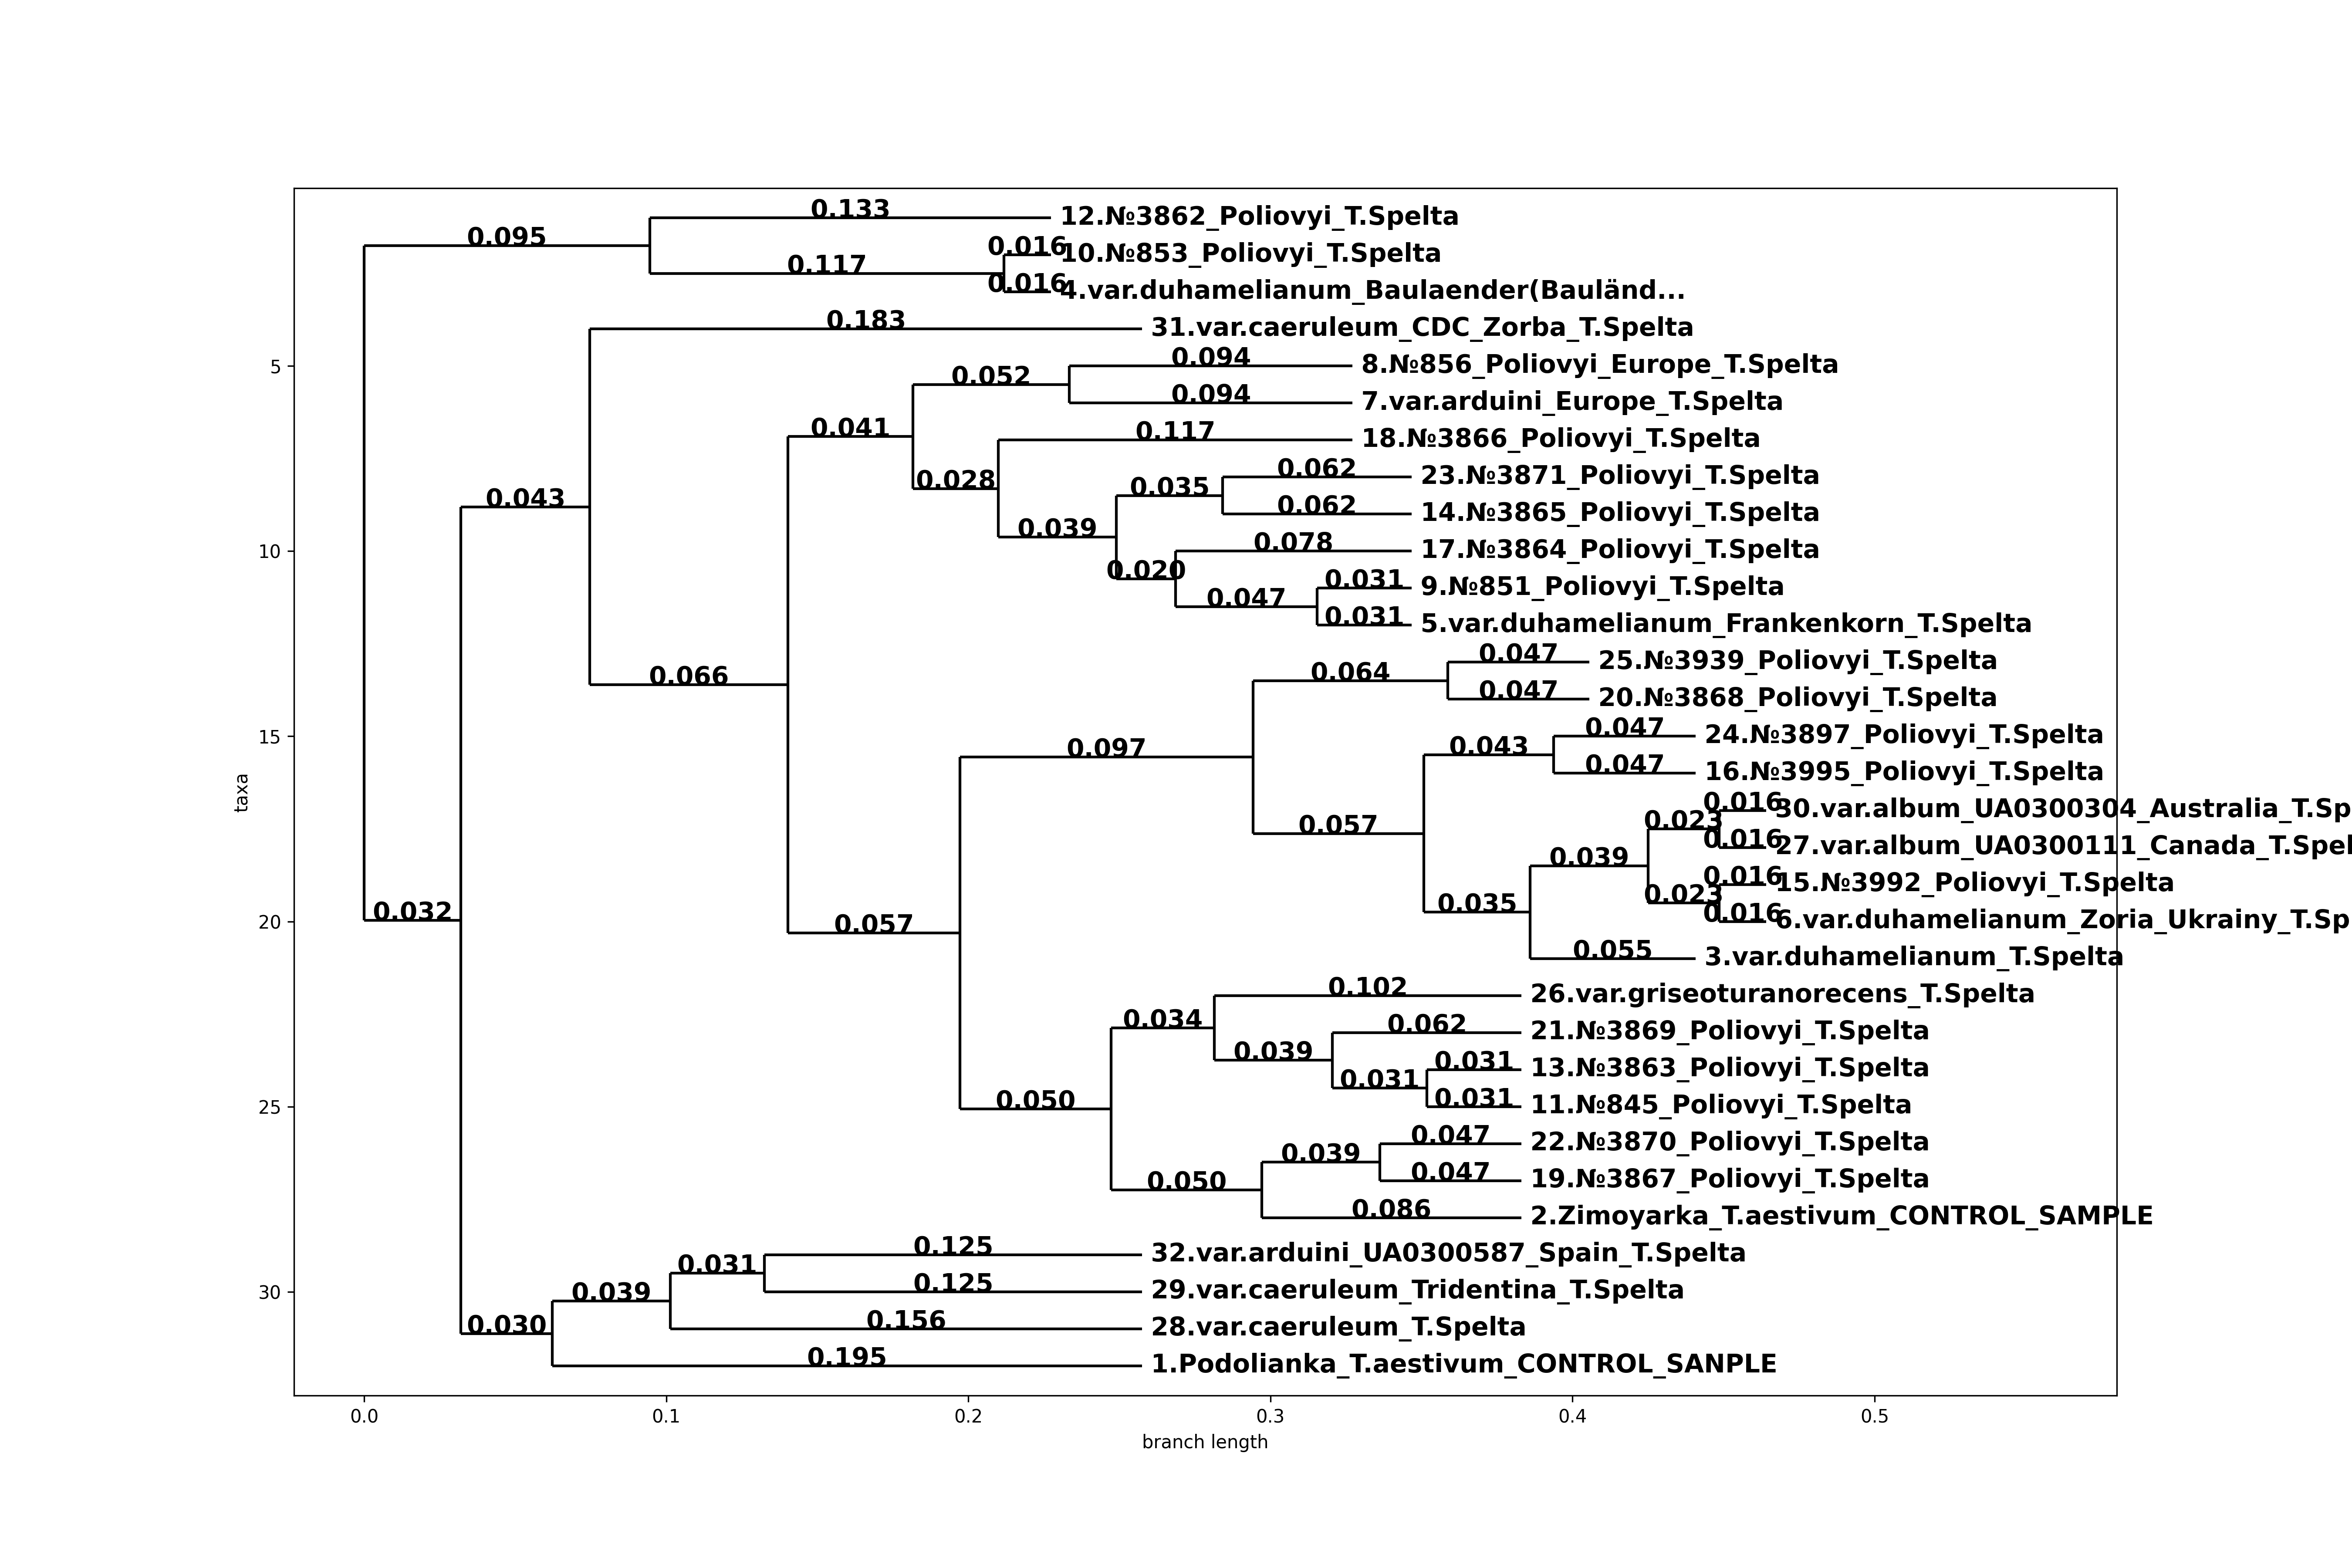 0.133
12.№3862_Poliovyi_T.Spelta
0.095
0.016
10.№853_Poliovyi_T.Spelta
0.117
0.016
4.var.duhamelianum_Baulaender(Bauländ...
0.183
31.var.caeruleum_CDC_Zorba_T.Spelta
5
0.094
8.№856_Poliovyi_Europe_T.Spelta
0.052
0.094
7.var.arduini_Europe_T.Spelta
0.041
0.117
18.№3866_Poliovyi_T.Spelta
0.028
0.062
23.№3871_Poliovyi_T.Spelta
0.043
0.035
0.062
14.№3865_Poliovyi_T.Spelta
0.039
10
0.078
17.№3864_Poliovyi_T.Spelta
0.020
0.031
9.№851_Poliovyi_T.Spelta
0.047
0.031
5.var.duhamelianum_Frankenkorn_T.Spelta
0.047
25.№3939_Poliovyi_T.Spelta
0.066
0.064
0.047
20.№3868_Poliovyi_T.Spelta
15
0.047
24.№3897_Poliovyi_T.Spelta
0.097
0.043
0.047
16.№3995_Poliovyi_T.Spelta
taxa
0.016
30.var.album_UA0300304_Australia_T.Sp
0.057
0.023
0.016
27.var.album_UA0300111_Canada_T.Spel
0.039
0.016
15.№3992_Poliovyi_T.Spelta
0.023
20
0.032
0.057
0.035
0.016
6.var.duhamelianum_Zoria_Ukrainy_T.Sp
0.055
3.var.duhamelianum_T.Spelta
0.102
26.var.griseoturanorecens_T.Spelta
0.034
0.062
21.№3869_Poliovyi_T.Spelta
0.039
0.031
13.№3863_Poliovyi_T.Spelta
0.031
25
0.050
0.031
11.№845_Poliovyi_T.Spelta
0.047
22.№3870_Poliovyi_T.Spelta
0.039
0.050
0.047
19.№3867_Poliovyi_T.Spelta
0.086
2.Zimoyarka_T.aestivum_CONTROL_SAMPLE
0.125
32.var.arduini_UA0300587_Spain_T.Spelta
0.031
30
0.039
0.125
29.var.caeruleum_Tridentina_T.Spelta
0.030
0.156
28.var.caeruleum_T.Spelta
0.195
1.Podolianka_T.aestivum_CONTROL_SANPLE
0.0
0.1
0.2
0.3
0.4
0.5
branch length